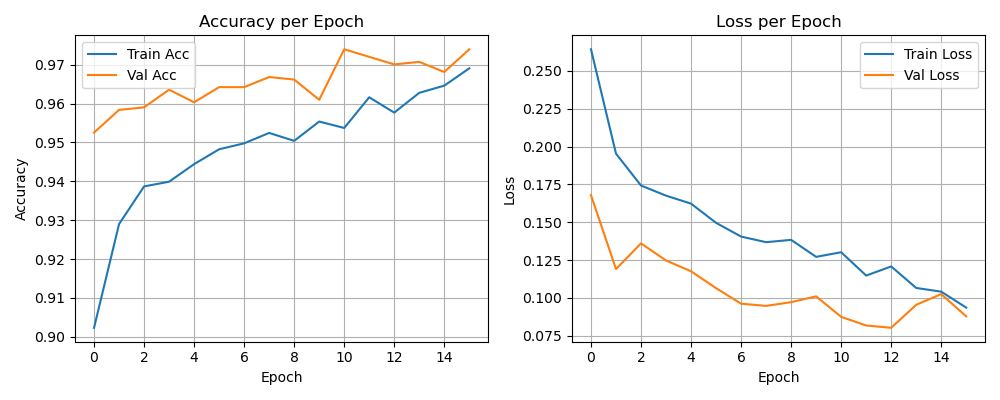 Accuracy per Epoch
Train Acc
Val Acc
0.97
0.96
0.95
0.94
0.93
0.92
0.91
0.90
Accuracy
0 2 4 6 8 10 12 14
Epoch
Loss per Epoch
Train Loss
Val Loss
0.250
0.225
0.200
0.175
0.150
0.125
0.100
0.075
Loss
0 2 4 6 8 10 12 14
Epoch